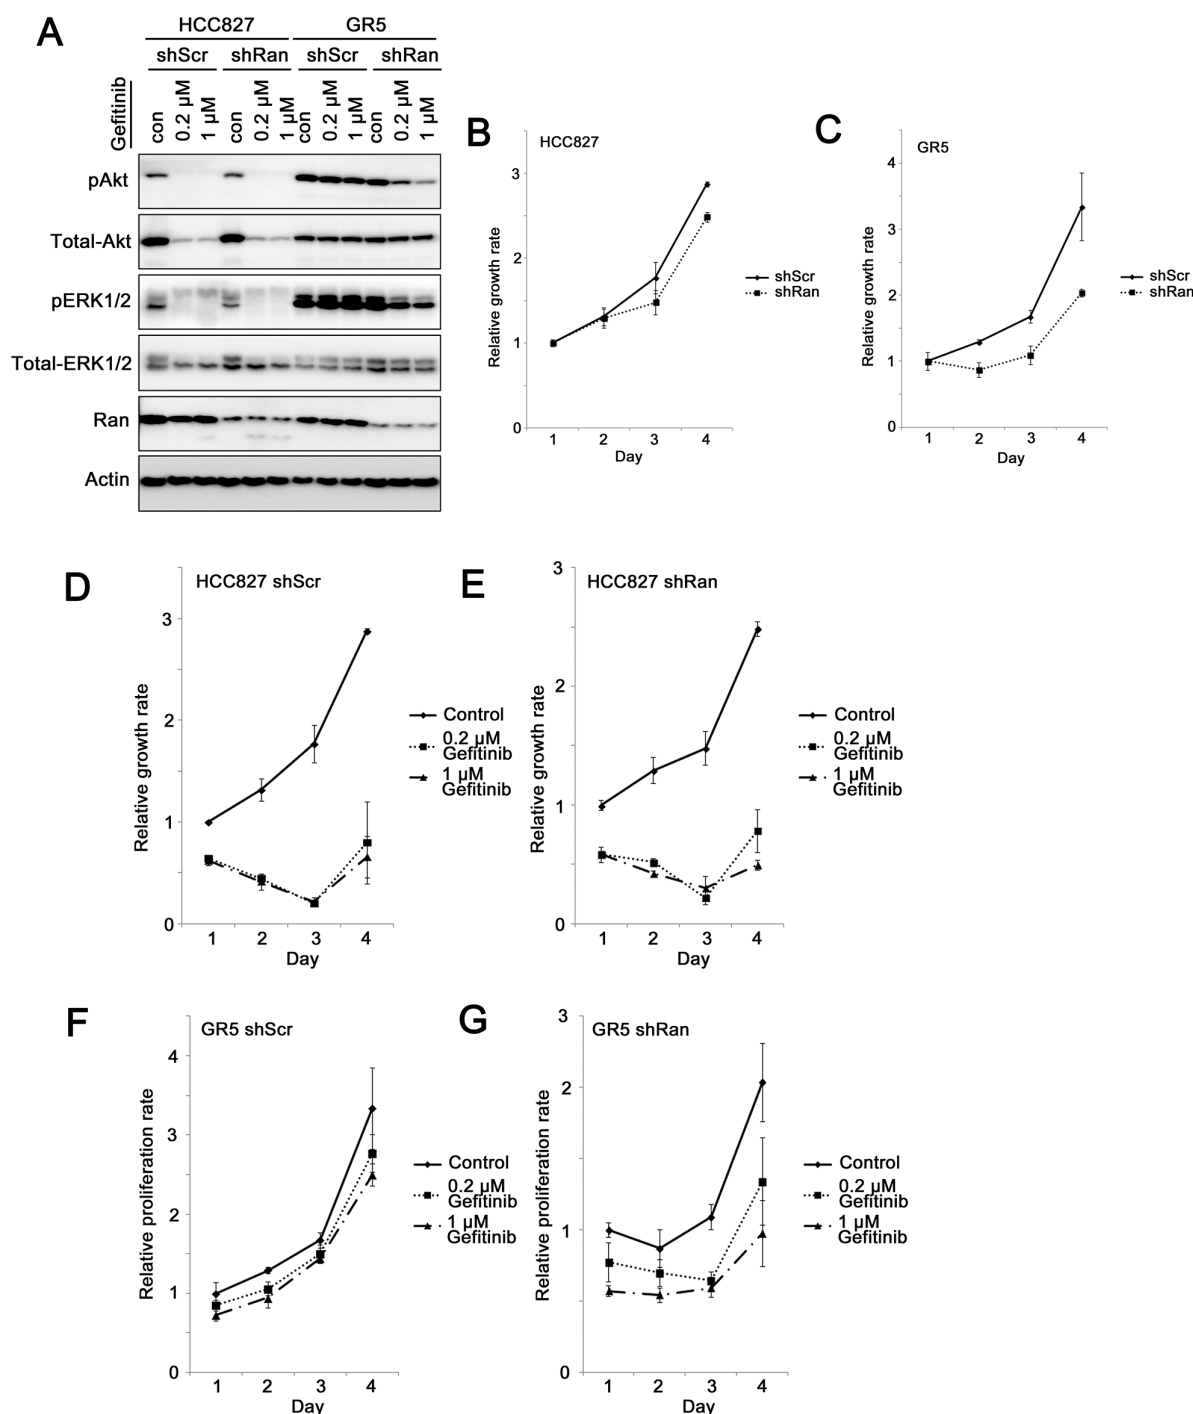 A
HCC827 GR5
shScr shRan shScr shRan
Gefitinib
con 0.2 µM 1 µM con 0.2 µM 1 µM con 0.2 µM 1 µM con 0.2 µM 1 µM
pAkt
Total-Akt
pERK1/2
Total-ERK1/2
Ran
Actin
B
HCC827
Relative growth rate
3
2
1
0
1 2 3 4
Day
shScr
shRan
C
GR5
Relative growth rate
4
3
2
1
0
1 2 3 4
Day
shScr
shRan
D
HCC827 shScr
Relative growth rate
3
2
1
0
1 2 3 4
Day
Control
0.2 µM
Gefitinib
1 µM
Gefitinib
E
HCC827 shRan
Relative growth rate
3
2
1
0
1 2 3 4
Day
Control
0.2 µM
Gefitinib
1 µM
Gefitinib
F
GR5 shScr
Relative proliferation rate
4
3
2
1
0
1 2 3 4
Day
Control
0.2 µM
Gefitinib
1 µM
Gefitinib
G
GR5 shRan
Relative proliferation rate
3
2
1
0
1 2 3 4
Day
Control
0.2 µM
Gefitinib
1 µM
Gefitinib